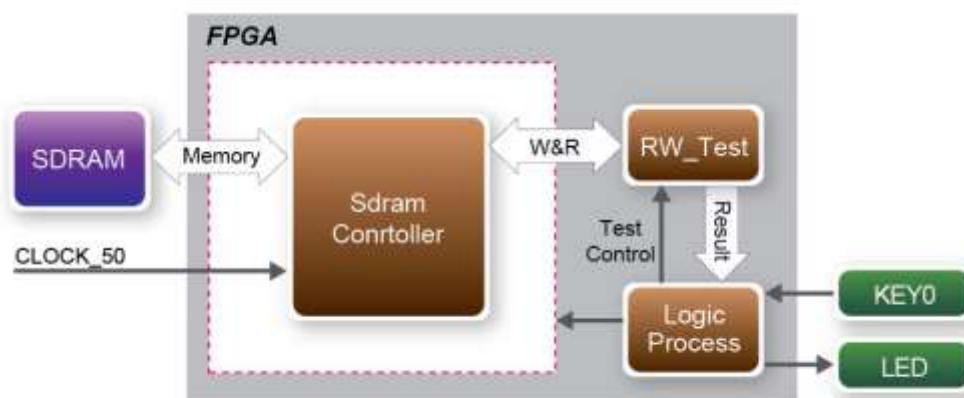 FPGA
SDRAM
Memory
Sdram
Conrtoller
W&R
RW_Test
CLOCK_50
Test
Control
Result
Logic
Process
KEY0
LED